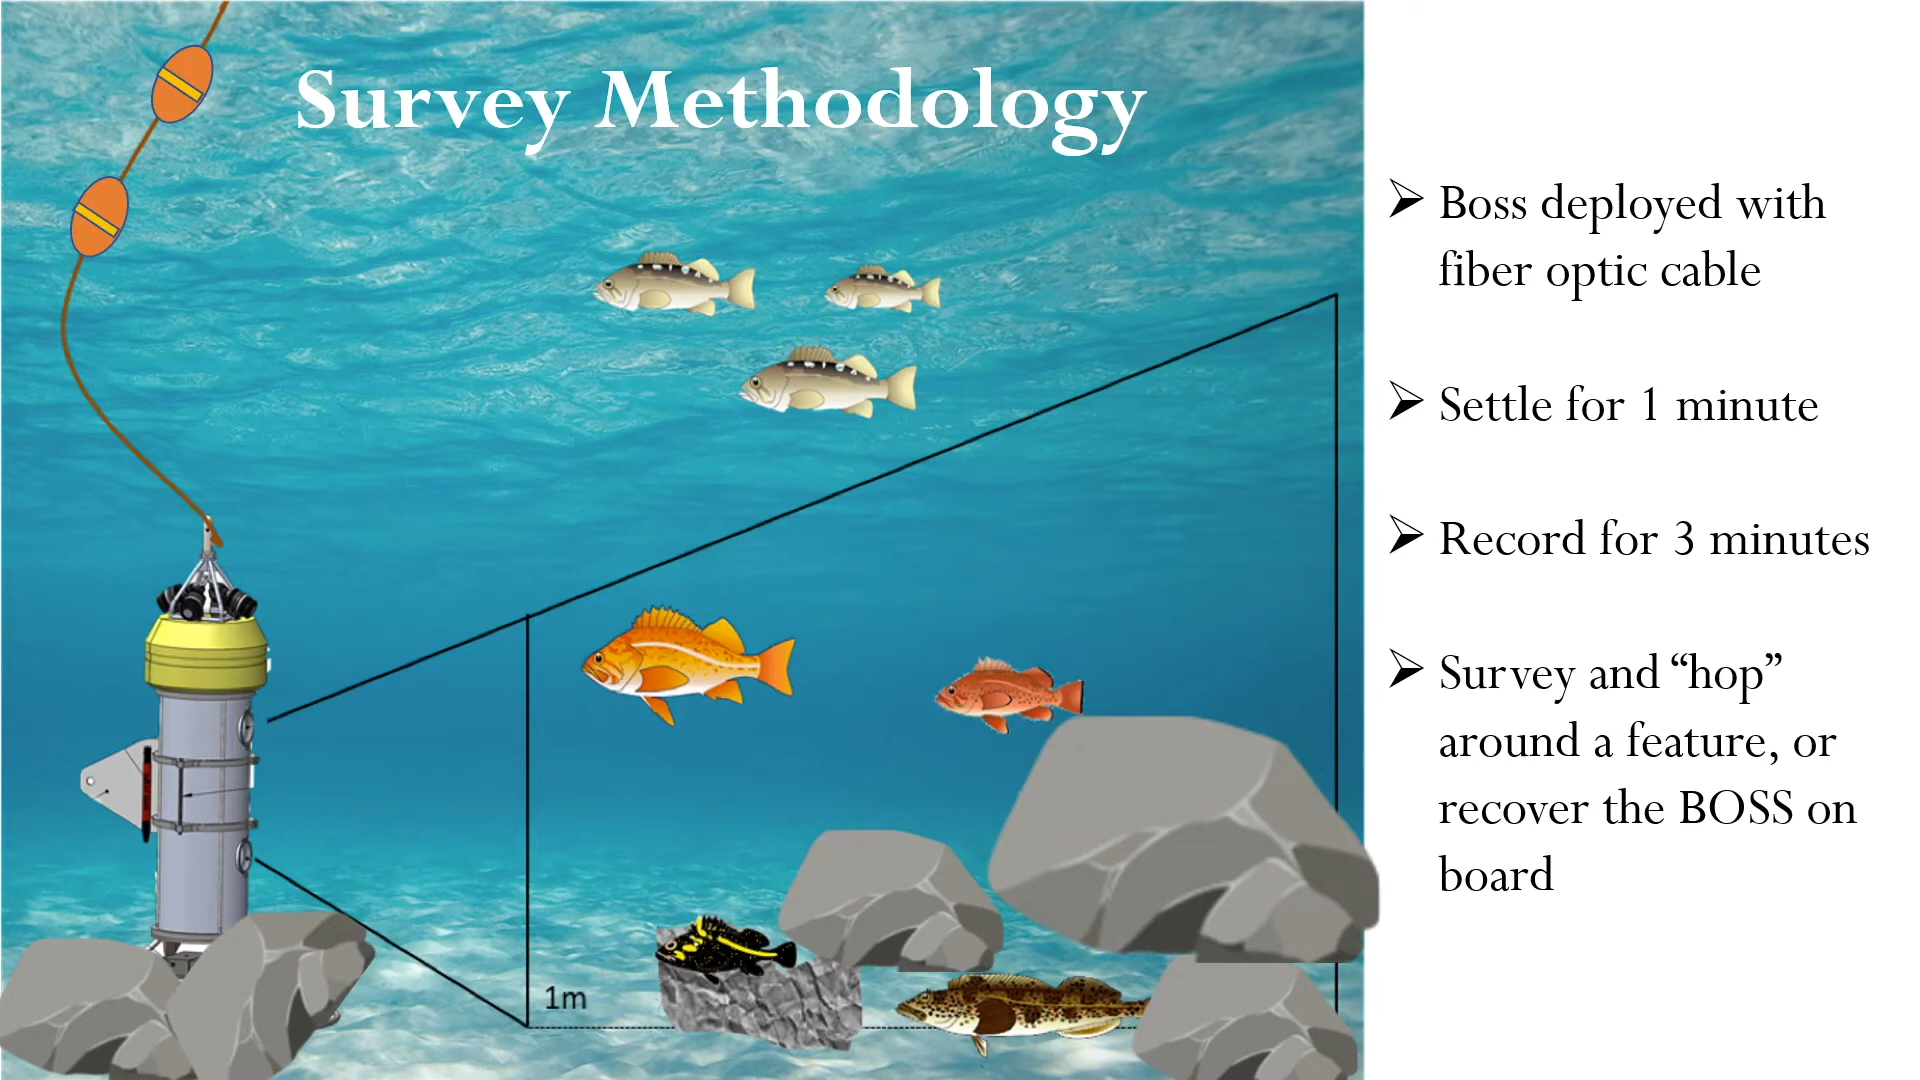 Survey Methodology
➢ Boss deployed with
fiber optic cable
➢ Settle for 1 minute
➢ Record for 3 minutes
➢ Survey and “hop”
around a feature, or
recover the BOSS on
board
1m